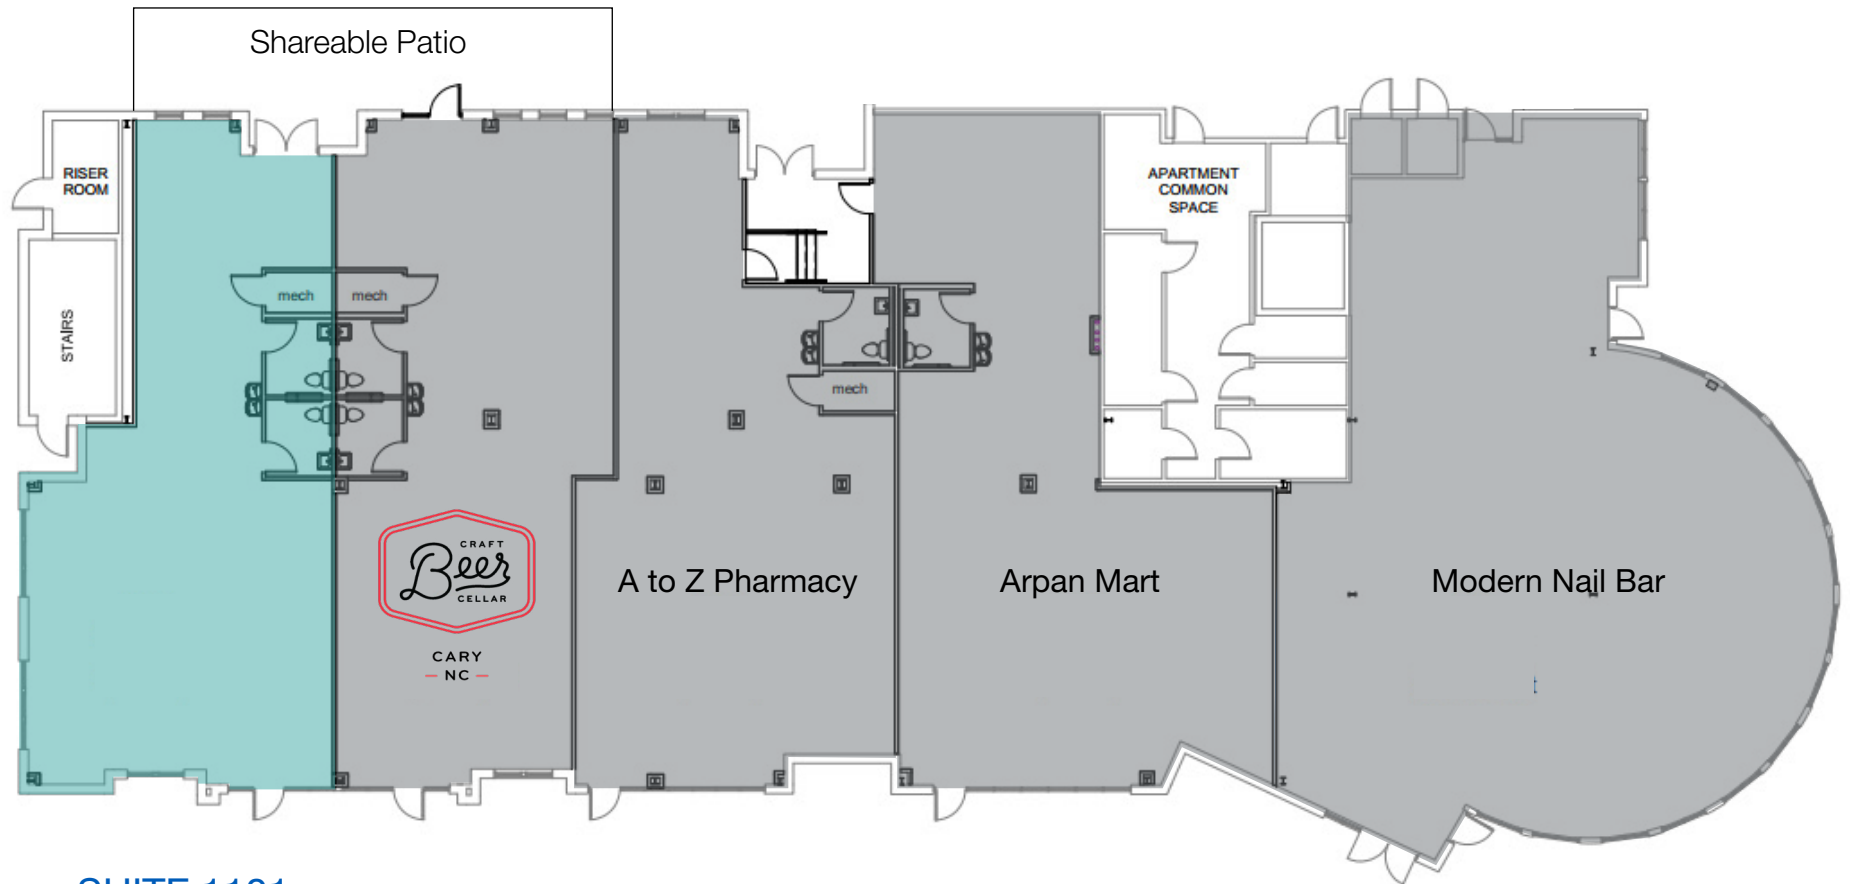 Shareable Patio
RISER
ROOM
APARTMENT
COMMON
SPACE
mech
mech
STAIRS
mech
CRAFT
Beer
CELLAR
CARY
NC
A to Z Pharmacy
Arpan Mart
Modern Nail Bar